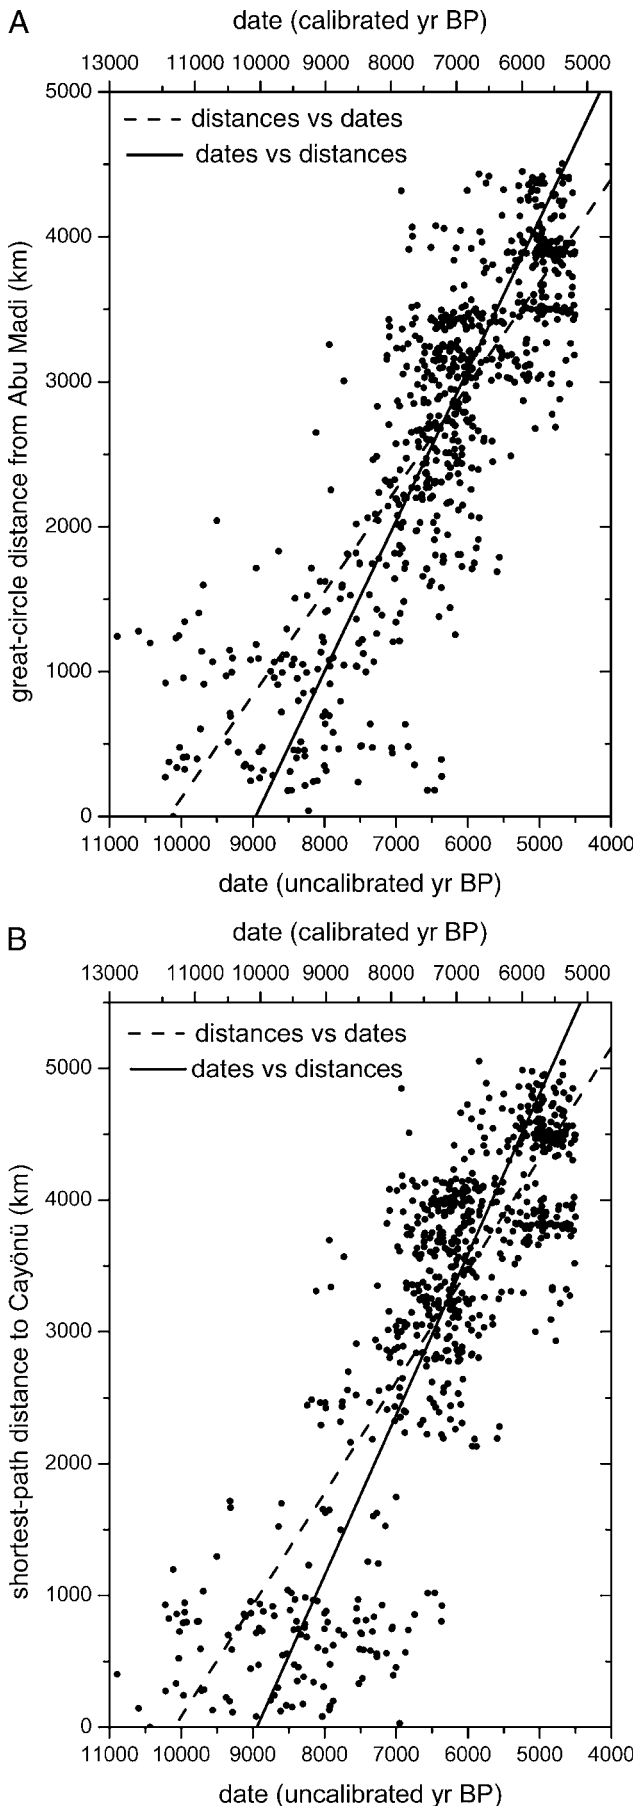 A
date (calibrated yr BP)
13000 11000 10000 9000 8000 7000 6000 5000
5000
distances vs dates
dates vs distances
4000
3000
2000
1000
0
great-circle distance from Abu Madi (km)
11000 10000 9000 8000 7000 6000 5000 4000
date (uncalibrated yr BP)
B
date (calibrated yr BP)
13000 11000 10000 9000 8000 7000 6000 5000
distances vs dates
dates vs distances
5000
4000
3000
2000
1000
0
shortest-path distance to Cayönü (km)
11000 10000 9000 8000 7000 6000 5000 4000
date (uncalibrated yr BP)